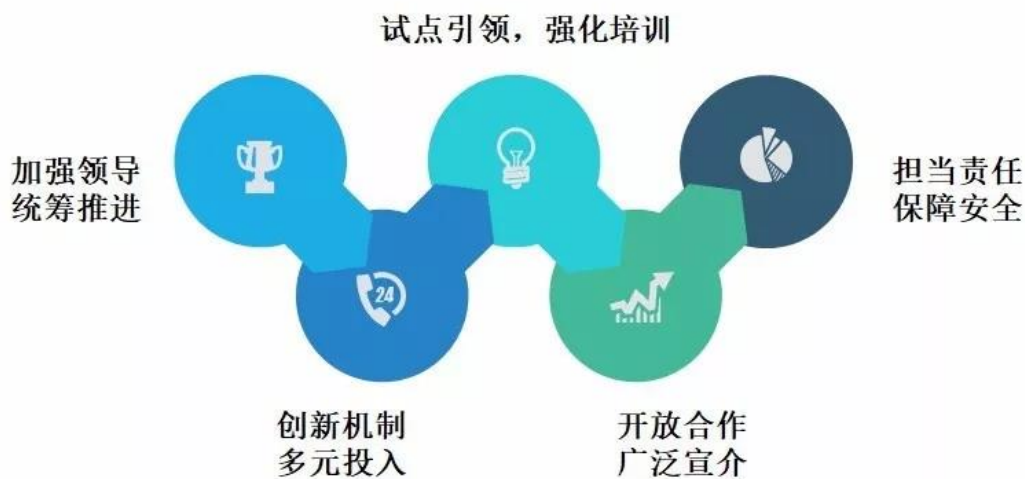 试点引领，强化培训
加强领导
统筹推进
担当责任
保障安全
24
创新机制
多元投入
开放合作
广泛宣介